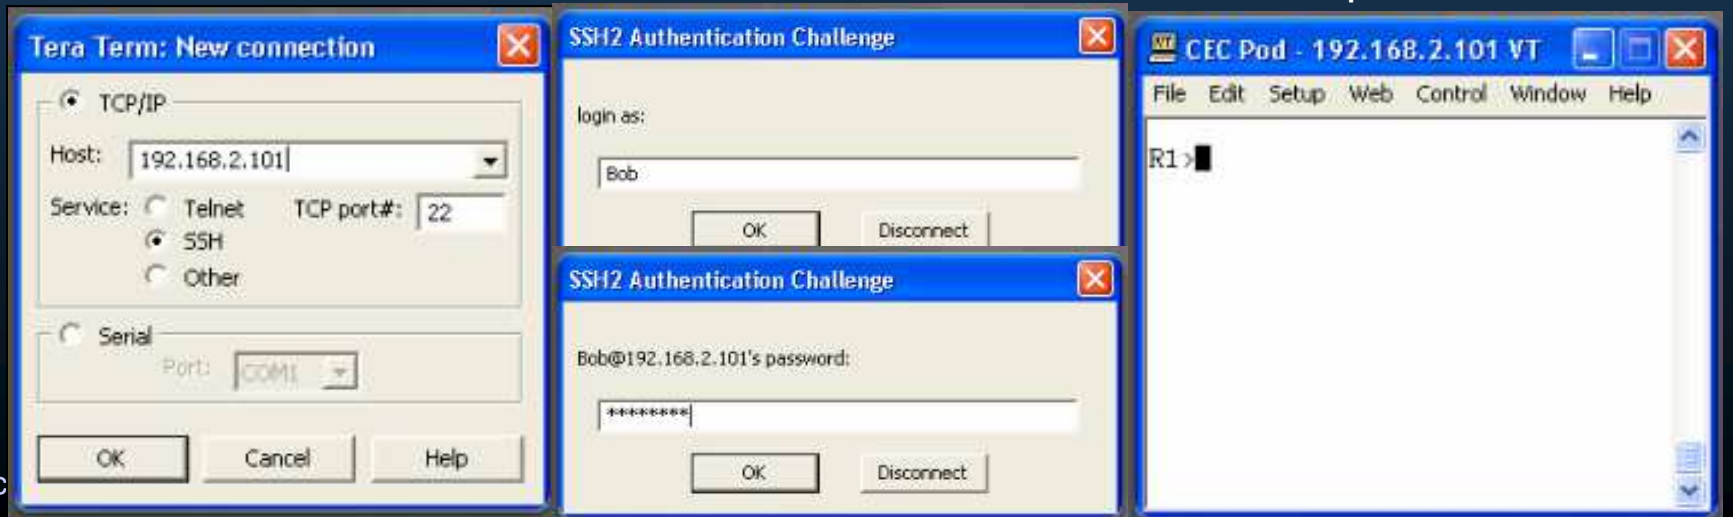 Tera Term: New connection
TCP/IP
Host: 192.168.2.101
Service: Telnet TCP port#: 22
SSH
Other
Serial
Port: COM1
OK Cancel Help
SSH2 Authentication Challenge
login as:
Bob
OK Disconnect
SSH2 Authentication Challenge
Bob@192.168.2.101's password:
********
OK Disconnect
CEC Pod - 192.168.2.101 VT
File Edit Setup Web Control Window Help
R1>